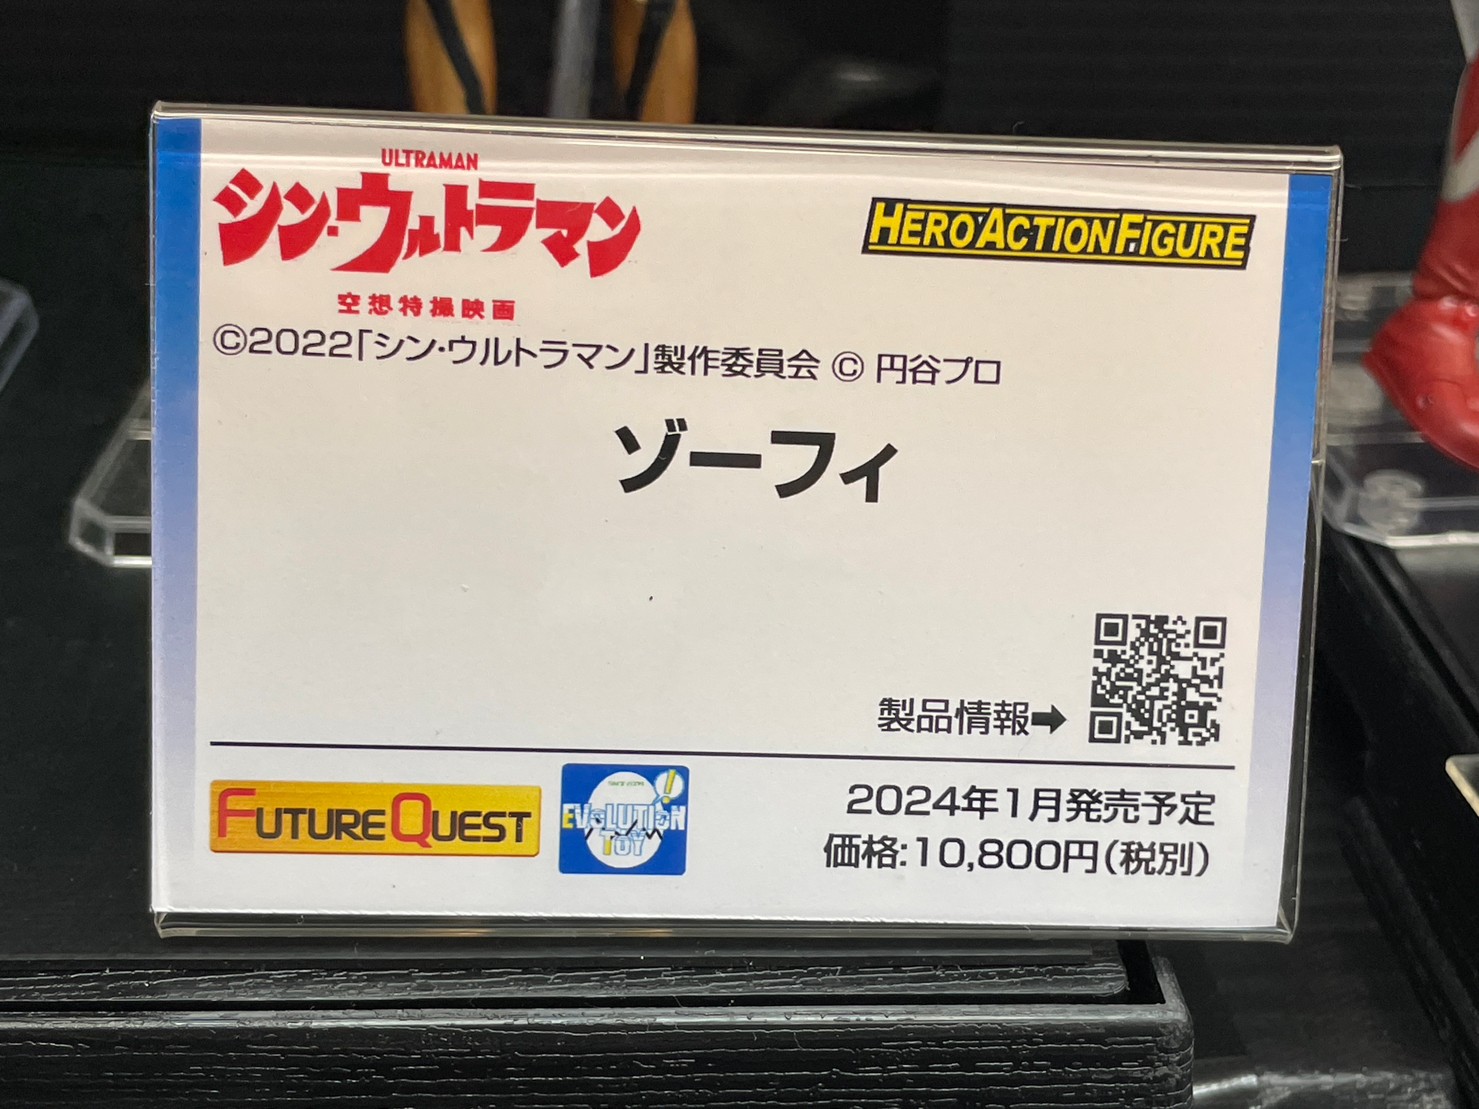 ULTRAMAN
シン・ウルトラマン
空想特撮映画
HERO ACTION FIGURE
©2022「シン・ウルトラマン」製作委員会 © 円谷プロ
ゾーフィ
製品情報➡
FUTURE QUEST
EVOLUTION!
TOY
2024年1月発売予定
価格:10,800円(税別)